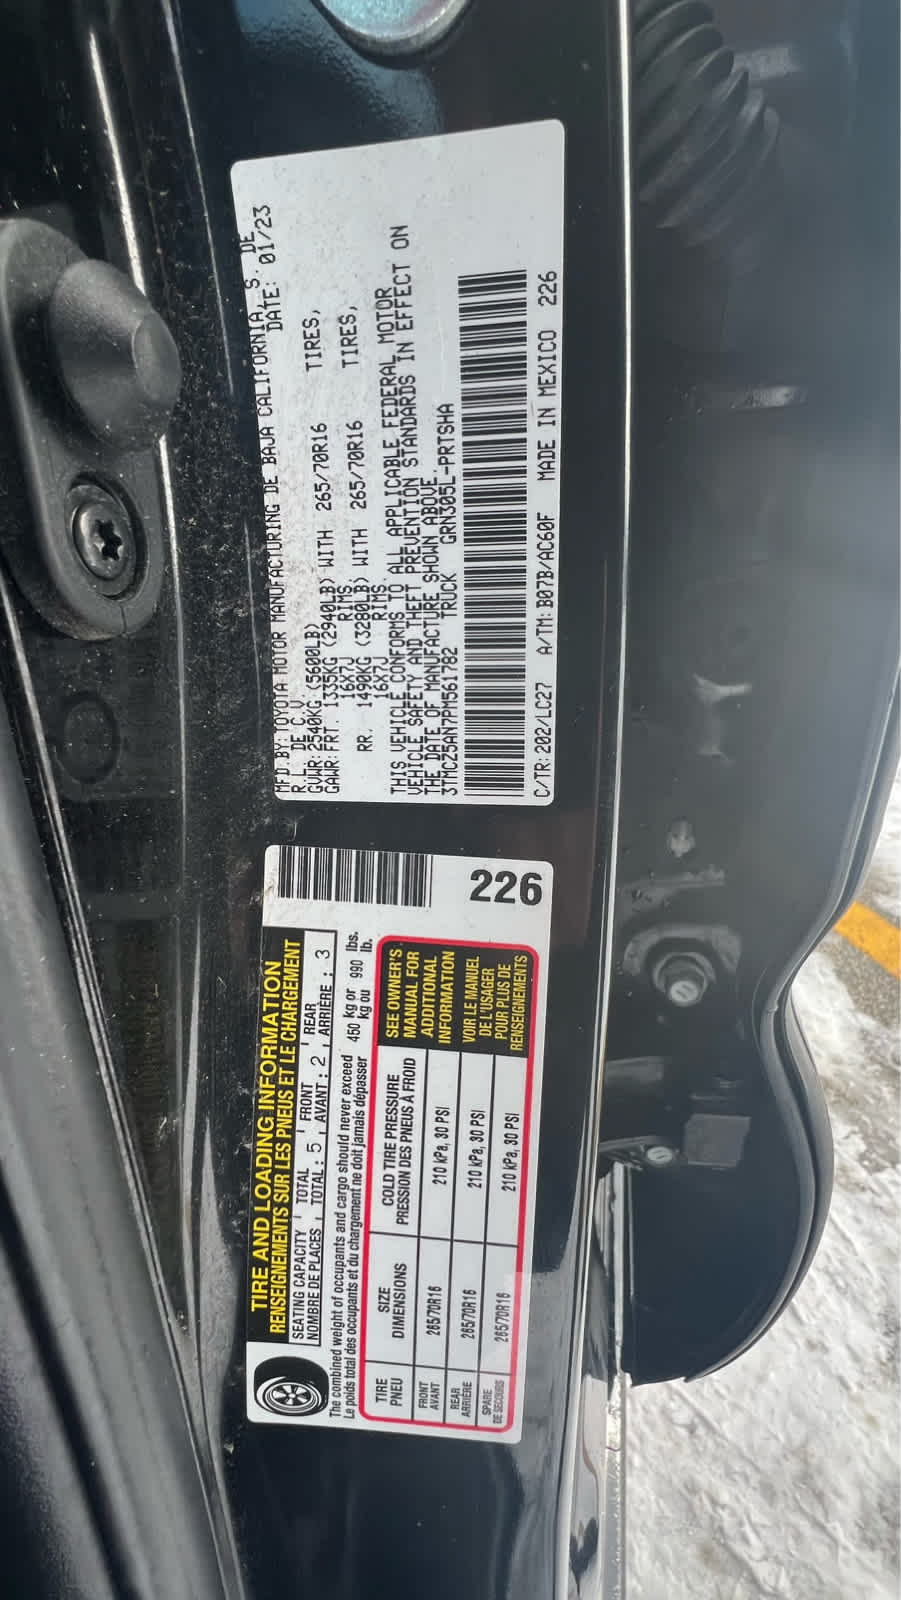 MFD.BY:TOYOTA MOTOR MANUFACTURING DE BAJA CALIFORNIA, S. DE
R.L. DE C.V. DATE: 01/23
GVWR:2540KG (5600LB)
GAWR:FRT. 1335KG (2940LB) WITH 265/70R16 TIRES,
16X7J RIMS
RR. 1490KG (3280LB) WITH 265/70R16 TIRES,
16X7J RIMS.
THIS VEHICLE CONFORMS TO ALL APPLICABLE FEDERAL MOTOR
VEHICLE SAFETY AND THEFT PREVENTION STANDARDS IN EFFECT ON
THE DATE OF MANUFACTURE SHOWN ABOVE.
3TMCZ5AN7PM561782 TRUCK GRN305L-PRTSHA
C/TR:202/LC27 A/TM:B07B/AC60F MADE IN MEXICO 226
226
TIRE AND LOADING INFORMATION
RENSEIGNEMENTS SUR LES PNEUS ET LE CHARGEMENT
SEATING CAPACITY TOTAL FRONT REAR
NOMBRE DE PLACES TOTAL : 5 AVANT : 2 ARRIÈRE : 3
The combined weight of occupants and cargo should never exceed 450 kg or 990 lbs.
Le poids total des occupants et du chargement ne doit jamais dépasser kg ou lb.
TIRE SIZE COLD TIRE PRESSURE
PNEU DIMENSIONS PRESSION DES PNEUS À FROID
FRONT
AVANT 265/70R16 210 kPa, 30 PSI
REAR
ARRIÈRE 265/70R16 210 kPa, 30 PSI
SPARE
DE SECOURS 265/70R16 210 kPa, 30 PSI
SEE OWNER'S
MANUAL FOR
ADDITIONAL
INFORMATION
VOIR LE MANUEL
DE L'USAGER
POUR PLUS DE
RENSEIGNEMENTS